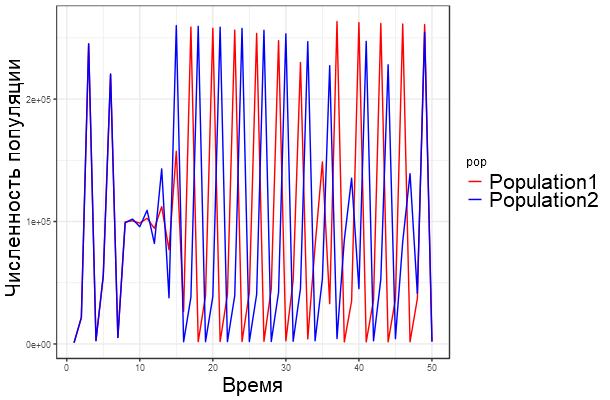 Численность популяции
2e+05
1e+05
0e+00
0 10 20 30 40 50
Время
pop
Population1
Population2